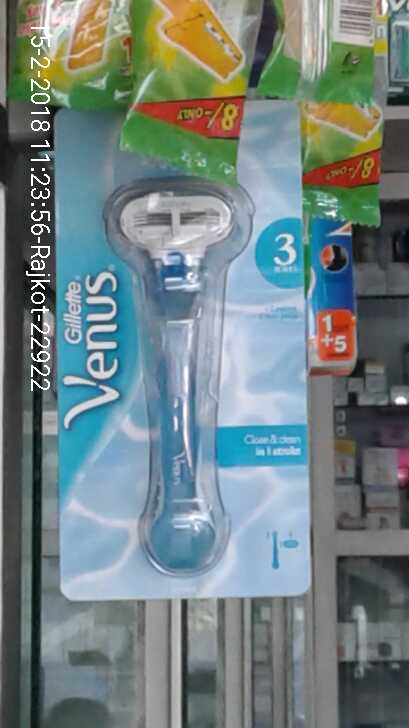 15-2-2018 11:23:56-Rajkot-22922
8/- ONLY
8/- ONLY
Gillette
Venus
3
1
+5
Close & clean
in 1 stroke
Venus